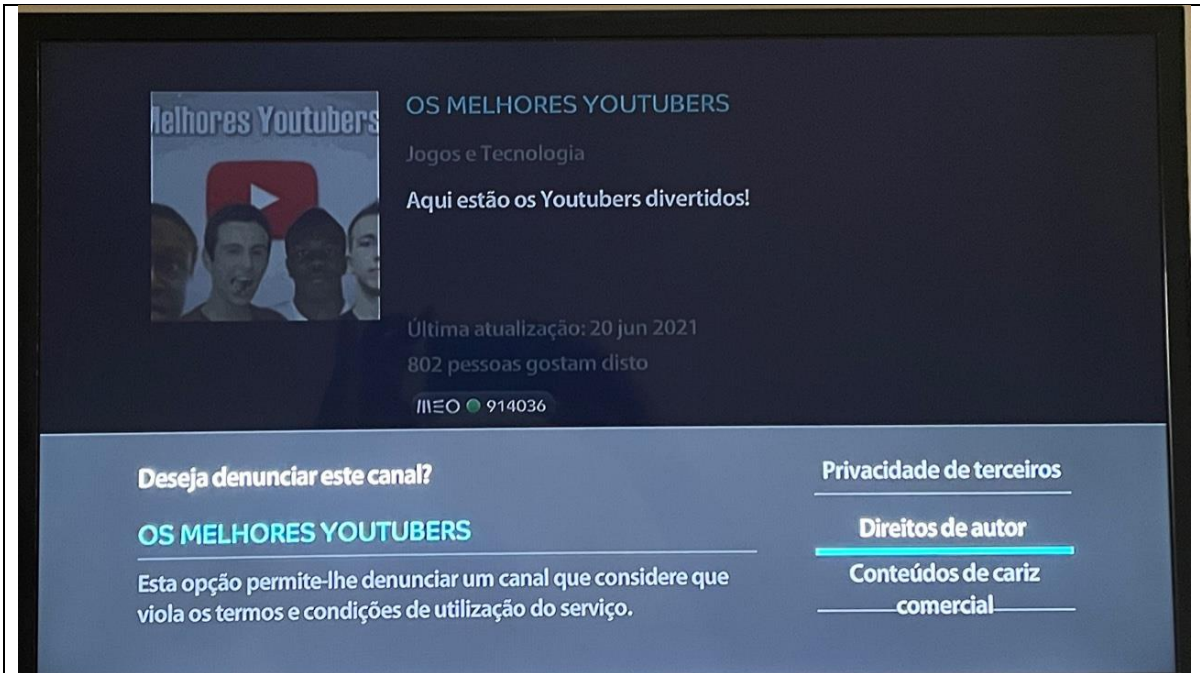 Melhores Youtubers
OS MELHORES YOUTUBERS
Jogos e Tecnologia
Aqui estão os Youtubers divertidos!
Última atualização: 20 jun 2021
802 pessoas gostam disto
MEO 914036
Deseja denunciar este canal?
OS MELHORES YOUTUBERS
Esta opção permite-lhe denunciar um canal que considere que
viola os termos e condições de utilização do serviço.
Privacidade de terceiros
Direitos de autor
Conteúdos de cariz
comercial